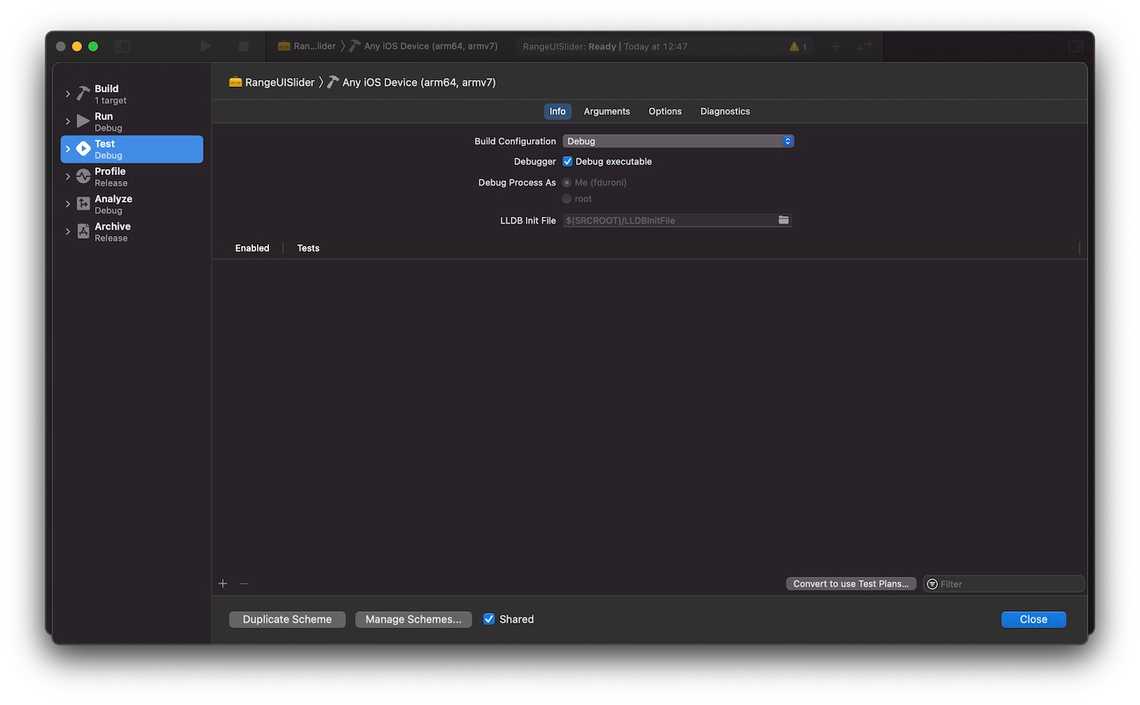 Ran...lider 〉 Any iOS Device (arm64, armv7)
RangeUISlider: Ready | Today at 12:47
1
Build
1 target
Run
Debug
Test
Debug
Profile
Release
Analyze
Debug
Archive
Release
RangeUISlider 〉 Any iOS Device (arm64, armv7)
Info Arguments Options Diagnostics
Build Configuration Debug
Debugger Debug executable
Debug Process As Me (fduroni)
root
LLDB Init File $(SRCROOT)/LLDBInitFile
Enabled Tests
Convert to use Test Plans... Filter
Duplicate Scheme Manage Schemes... Shared Close